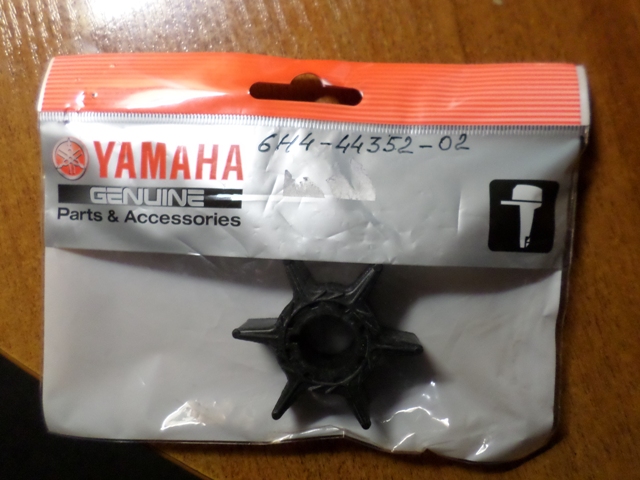 6H4-44352-02
YAMAHA
GENUINE
Parts & Accessories